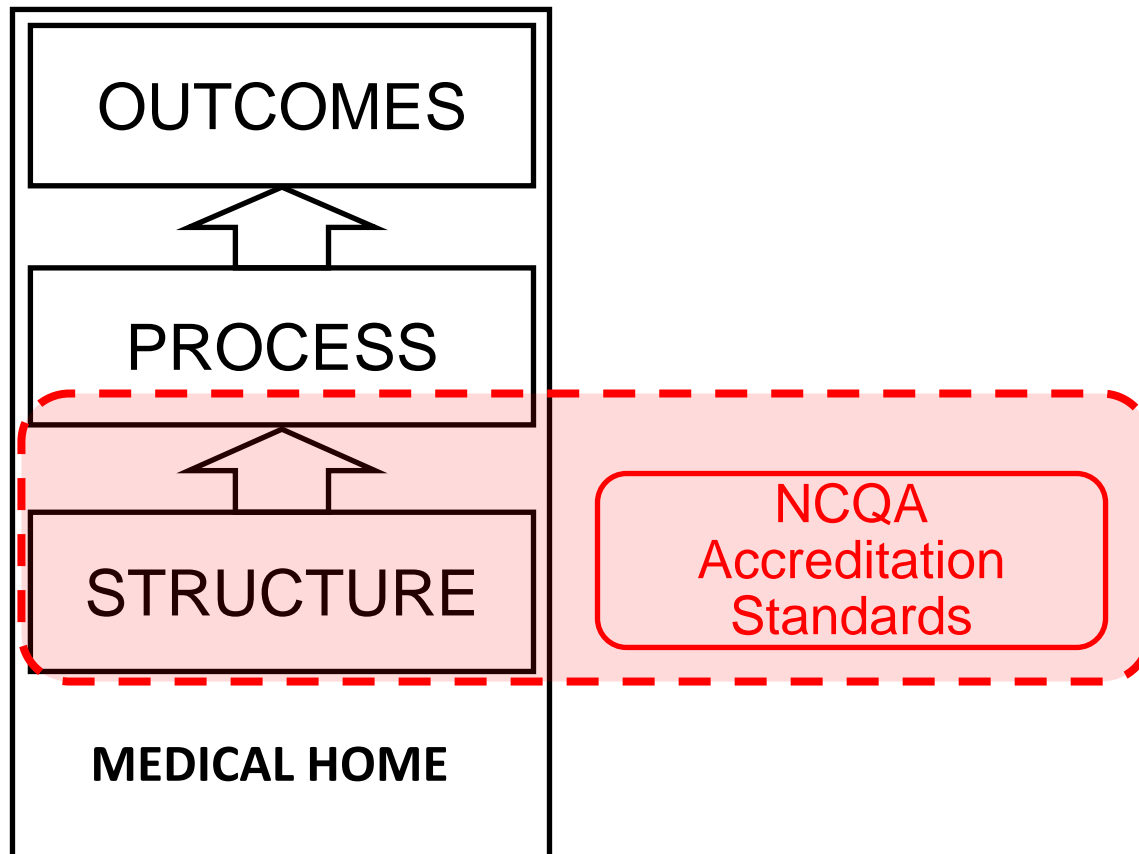 OUTCOMES
PROCESS
STRUCTURE
NCQA
Accreditation
Standards
MEDICAL HOME